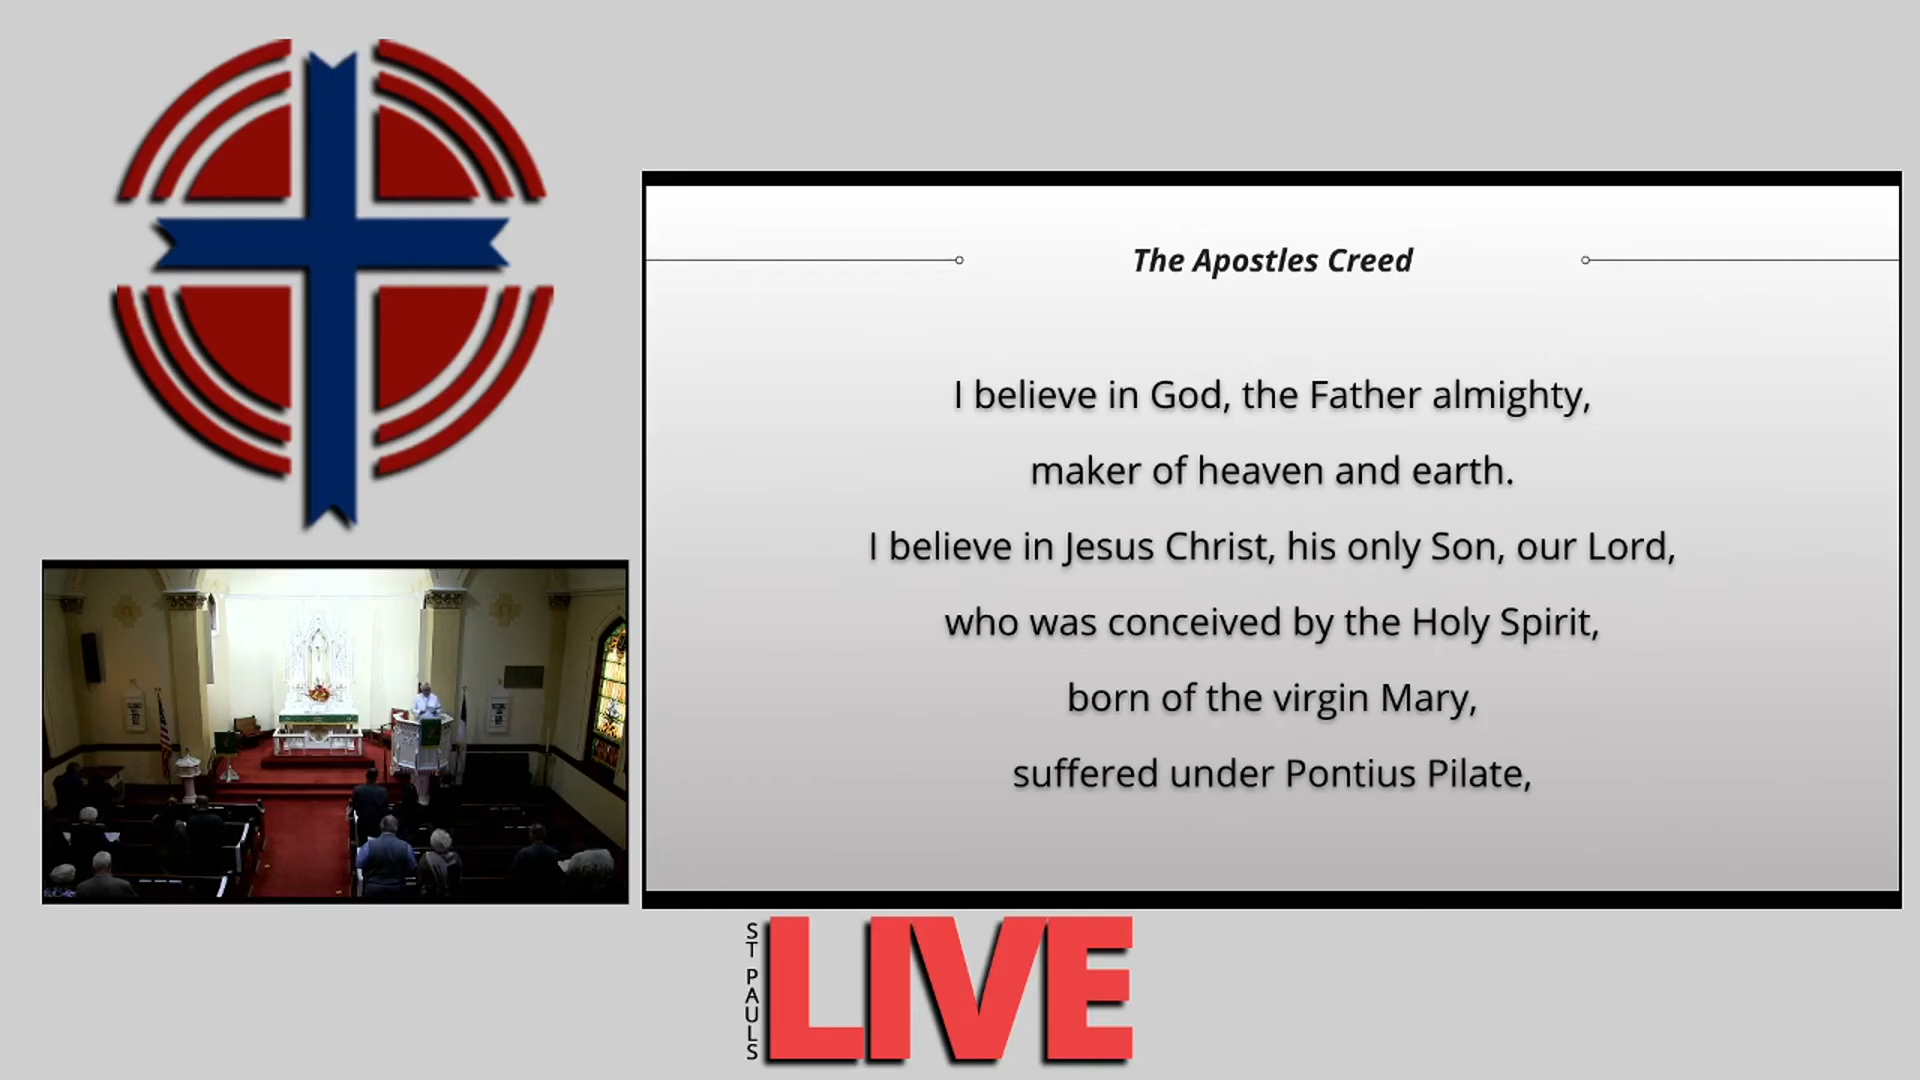 The Apostles Creed
I believe in God, the Father almighty,
maker of heaven and earth.
I believe in Jesus Christ, his only Son, our Lord,
who was conceived by the Holy Spirit,
born of the virgin Mary,
suffered under Pontius Pilate,
ST PAULS
LIVE